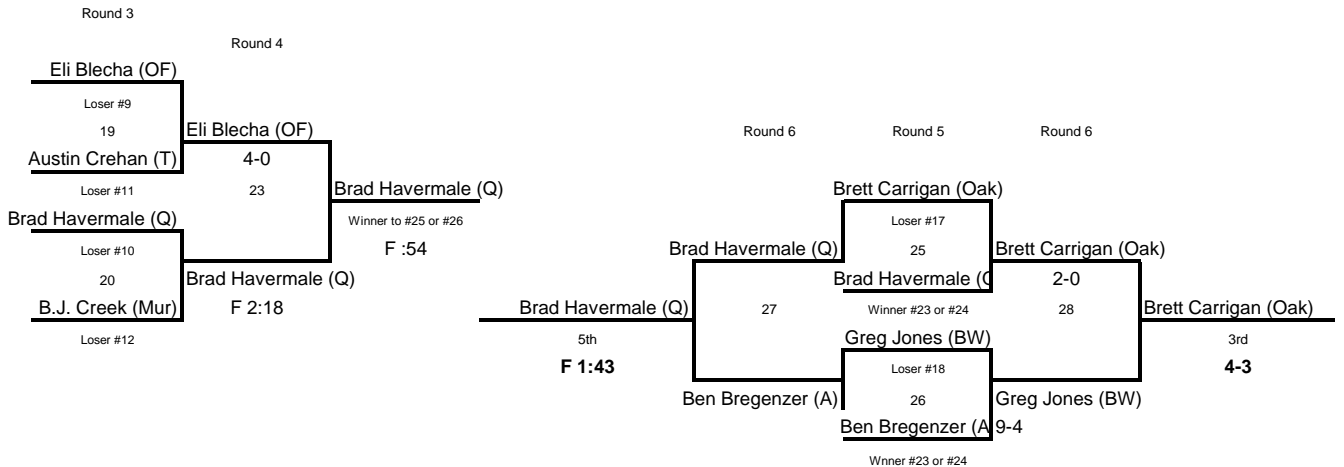 Round 3
Round 4
Eli Blecha (OF)
Loser #9
19
Eli Blecha (OF)
Austin Crehan (T)
4-0
Loser #11
23
Brad Havermale (Q)
Brad Havermale (Q)
Winner to #25 or #26
Loser #10
F :54
20
Brad Havermale (Q)
B.J. Creek (Mur)
F 2:18
Loser #12
Round 6
Round 5
Round 6
Brett Carrigan (Oak)
Loser #17
Brad Havermale (Q)
25
Brett Carrigan (Oak)
Brad Havermale (
2-0
Brad Havermale (Q)
27
Winner #23 or #24
28
Brett Carrigan (Oak)
5th
Greg Jones (BW)
3rd
F 1:43
Loser #18
4-3
Ben Bregenzer (A)
26
Greg Jones (BW)
Ben Bregenzer (A
9-4
Wnner #23 or #24